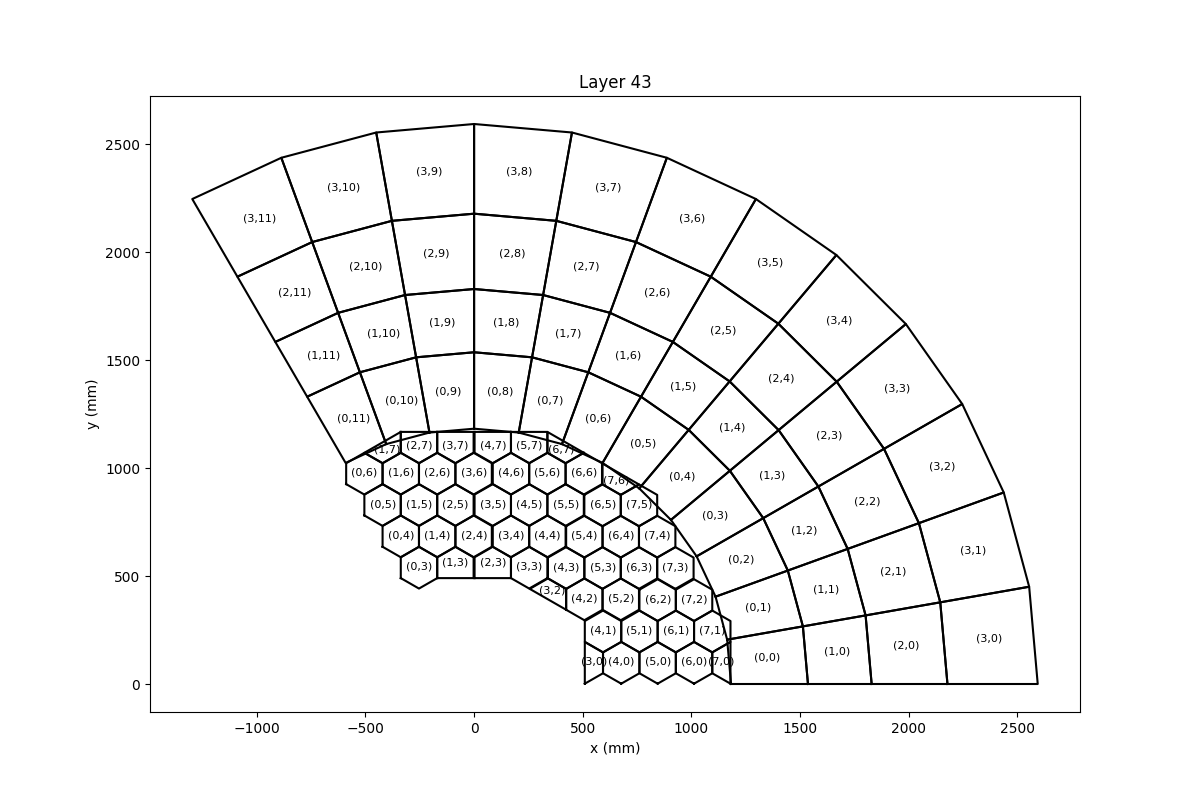 Layer 43
2500
2000
1500
1000
500
0
y (mm)
−1000
−500
0
500
1000
1500
2000
2500
x (mm)
(3,9) (3,8)
(3,10) (3,7)
(3,11) (3,6)
(2,9) (2,8)
(2,10) (2,7) (3,5)
(2,11) (2,6)
(1,9) (1,8) (3,4)
(1,10) (1,7) (2,5)
(1,11) (1,6)
(2,4)
(0,9) (0,8) (1,5) (3,3)
(0,10) (0,7)
(0,11) (0,6) (1,4)
(2,3)
(1,7) (2,7) (3,7) (4,7) (5,7) (6,7) (0,5)
(0,6) (1,6) (2,6) (3,6) (4,6) (5,6) (6,6) (7,6) (0,4) (1,3) (3,2)
(0,5) (1,5) (2,5) (3,5) (4,5) (5,5) (6,5) (7,5) (0,3) (2,2)
(0,4) (1,4) (2,4) (3,4) (4,4) (5,4) (6,4) (7,4) (1,2)
(0,3) (1,3) (2,3) (3,3) (4,3) (5,3) (6,3) (7,3) (0,2) (2,1) (3,1)
(3,2) (4,2) (5,2) (6,2) (7,2) (0,1) (1,1)
(4,1) (5,1) (6,1) (7,1)
(3,0) (4,0) (5,0) (6,0) (7,0) (0,0) (1,0) (2,0) (3,0)